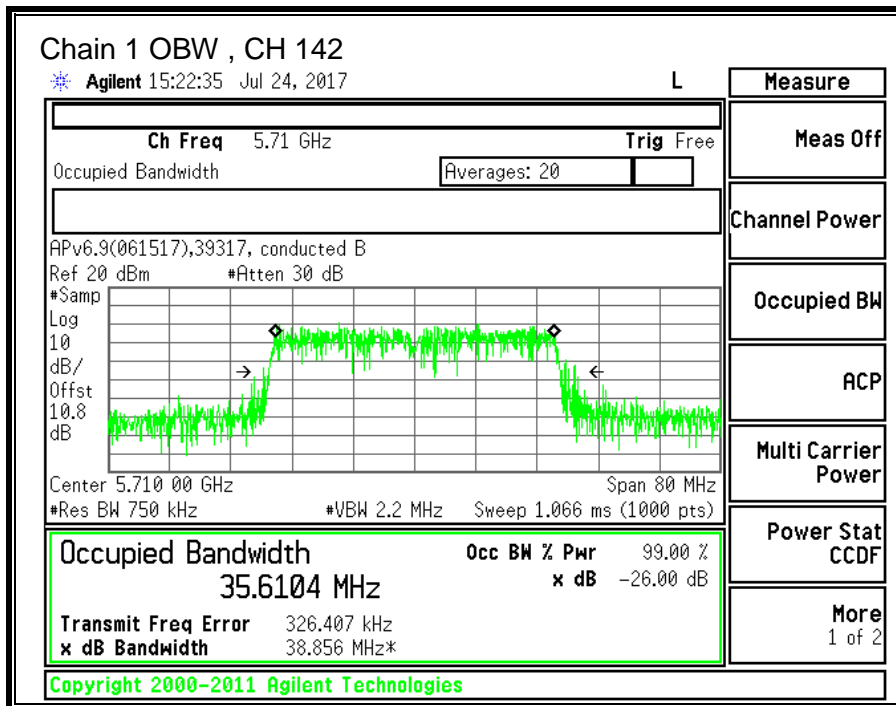 Chain 1 OBW , CH 142
Agilent 15:22:35 Jul 24, 2017 L
Measure
Ch Freq 5.71 GHz Trig Free
Meas Off
Occupied Bandwidth Averages: 20
Channel Power
APv6.9(061517),39317, conducted B
Ref 20 dBm #Atten 30 dB
#Samp
Log
10
dB/
Offst
10.8
dB
Occupied BW
ACP
Multi Carrier
Power
Center 5.710 00 GHz Span 80 MHz
#Res BW 750 kHz #VBW 2.2 MHz Sweep 1.066 ms (1000 pts)
Power Stat
CCDF
Occupied Bandwidth Occ BW % Pwr 99.00 %
35.6104 MHz x dB -26.00 dB
Transmit Freq Error 326.407 kHz
x dB Bandwidth 38.856 MHz*
More
1 of 2
Copyright 2000-2011 Agilent Technologies